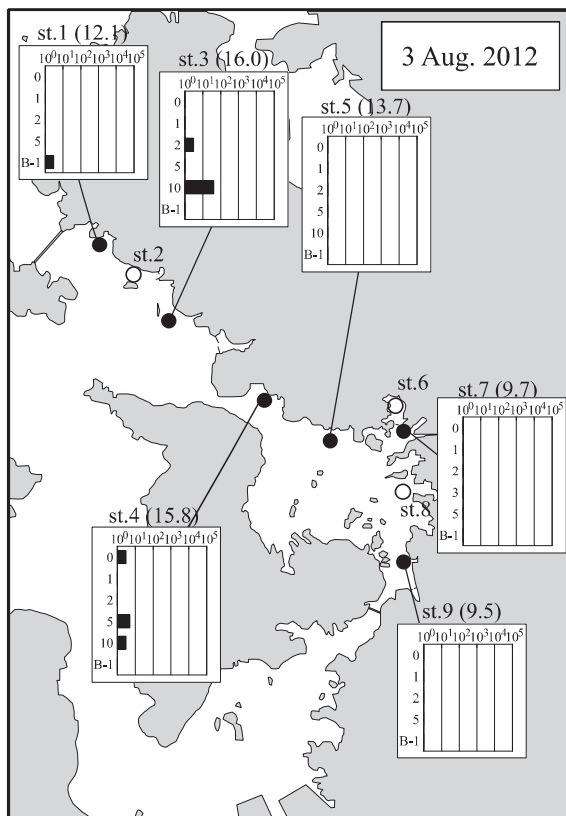 3 Aug. 2012
st.1 (12.1)
10⁰10¹10²10³10⁴10⁵
0
1
2
5
B-1
st.3 (16.0)
10⁰10¹10²10³10⁴10⁵
0
1
2
5
10
B-1
st.5 (13.7)
10⁰10¹10²10³10⁴10⁵
0
1
2
5
10
B-1
st.2
st.6
st.7 (9.7)
10⁰10¹10²10³10⁴10⁵
0
1
2
3
5
B-1
st.8
st.4 (15.8)
10⁰10¹10²10³10⁴10⁵
0
1
2
5
10
B-1
st.9 (9.5)
10⁰10¹10²10³10⁴10⁵
0
1
2
5
B-1